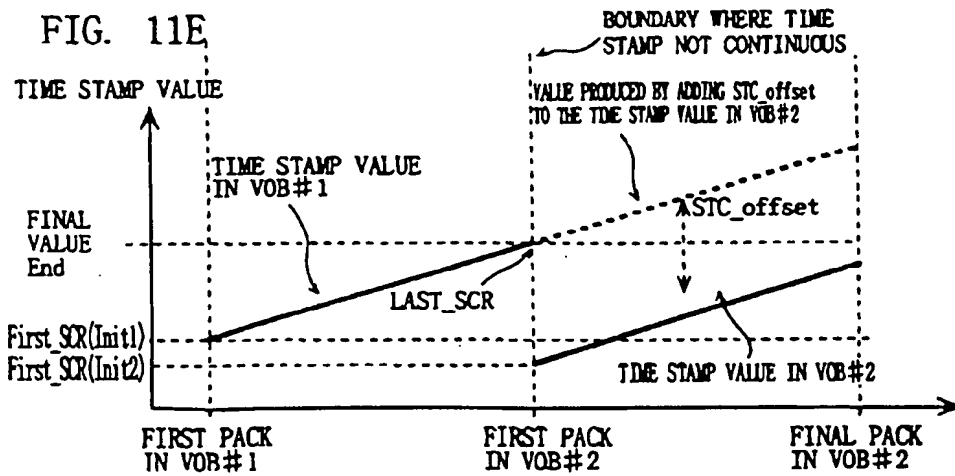 FIG. 11E
BOUNDARY WHERE TIME
STAMP NOT CONTINUOUS
TIME STAMP VALUE
VALUE PRODUCED BY ADDING STC_offset
TO THE TIME STAMP VALUE IN VOB#2
TIME STAMP VALUE
IN VOB#1
STC_offset
FINAL
VALUE
End
LAST_SCR
First_SCR(Init1)
First_SCR(Init2)
TIME STAMP VALUE IN VOB#2
FIRST PACK
IN VOB#1
FIRST PACK
IN VOB#2
FINAL PACK
IN VOB#2